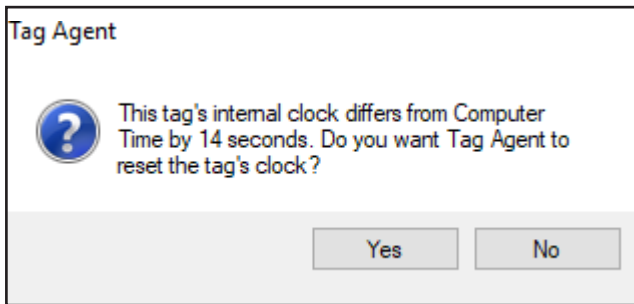 Tag Agent
This tag's internal clock differs from Computer
Time by 14 seconds. Do you want Tag Agent to
reset the tag's clock?
Yes No